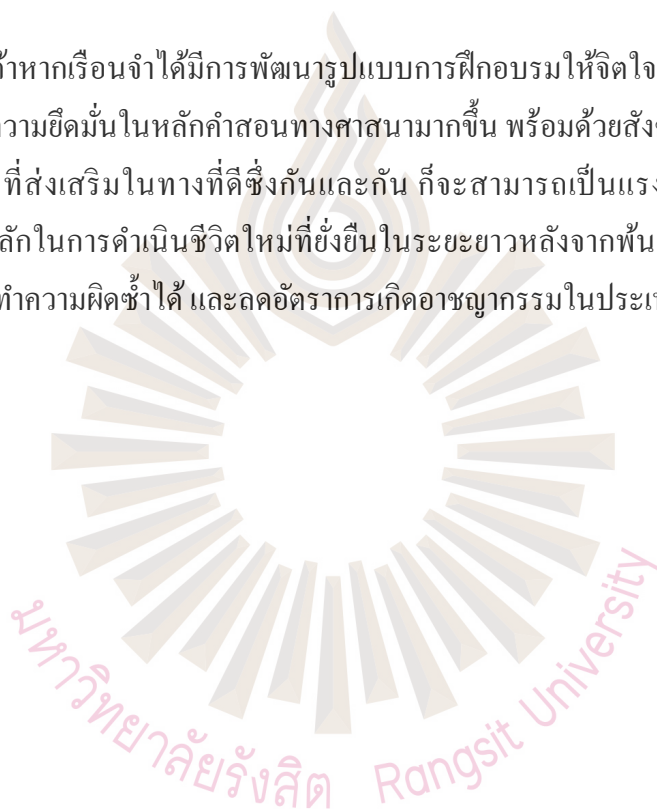 าหากเรือนจำได้มีการพัฒนารูปแบบการฝึกอบรมให้จิตใจ
วามยึดมั่นในหลักคำสอนทางศาสนามากขึ้น พร้อมด้วยสัง
ที่ส่งเสริมในทางที่ดีซึ่งกันและกัน ก็จะสามารถเป็นแรง
ลักในการดำเนินชีวิตใหม่ที่ยั่งยืนในระยะยาวหลังจากพ้น
ทำความผิดซ้ำได้ และลดอัตราการเกิดอาชญากรรมในประเ
มหาวิทยาลัยรังสิต Rangsit University